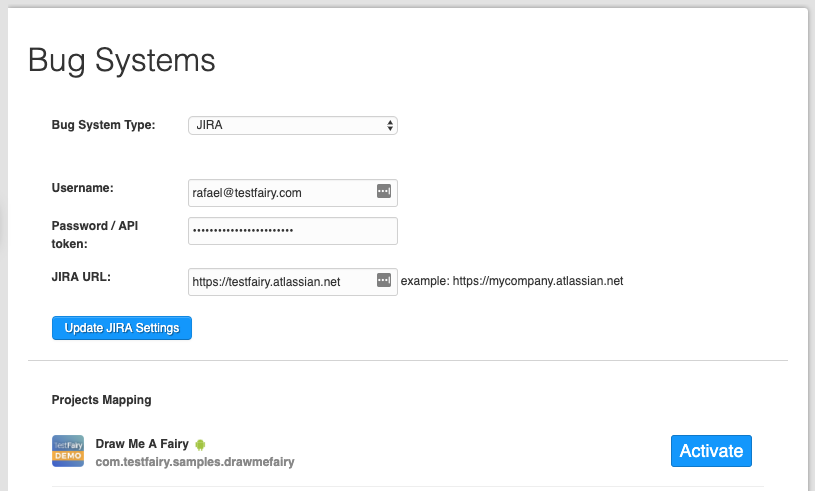 Bug Systems
Bug System Type: JIRA
Username: rafael@testfairy.com
Password / API
token: ••••••••••••••••••••••••
JIRA URL: https://testfairy.atlassian.net example: https://mycompany.atlassian.net
Update JIRA Settings
Projects Mapping
TestFairy
DEMO
Draw Me A Fairy
com.testfairy.samples.drawmefairy
Activate